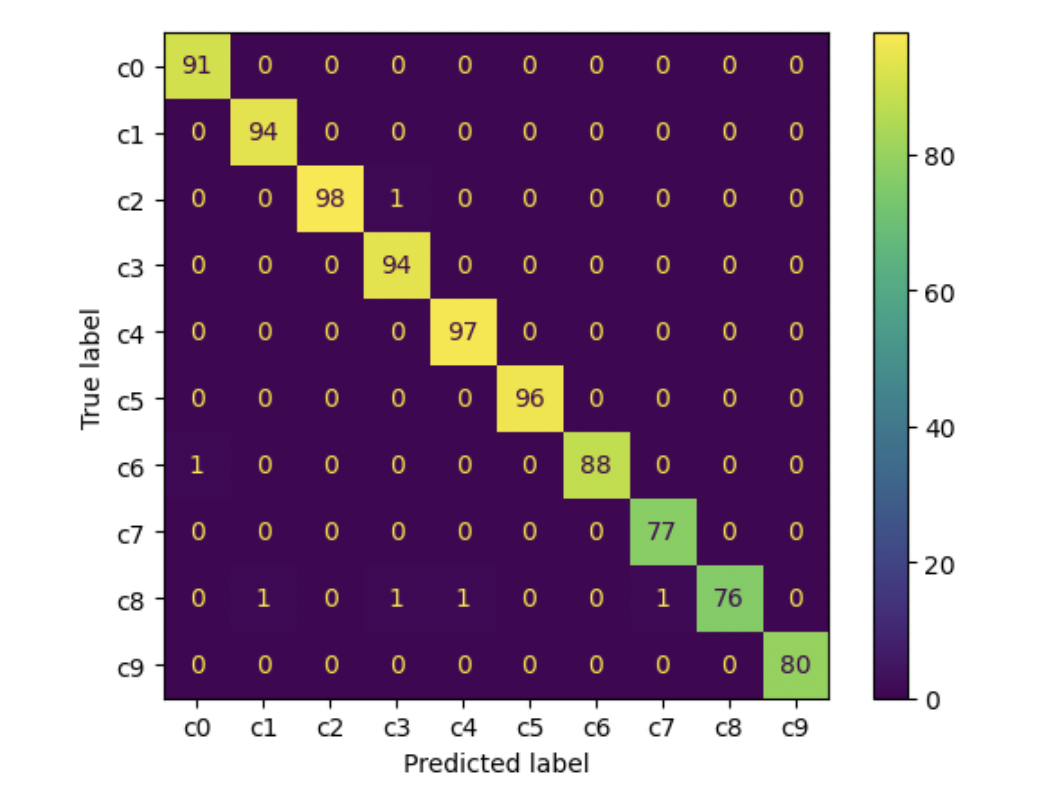 c0 91 0 0 0 0 0 0 0 0 0
c1 0 94 0 0 0 0 0 0 0 0 80
c2 0 0 98 1 0 0 0 0 0 0
c3 0 0 0 94 0 0 0 0 0 0 60
c4 0 0 0 0 97 0 0 0 0 0
True label
c5 0 0 0 0 0 96 0 0 0 0 40
c6 1 0 0 0 0 0 88 0 0 0
c7 0 0 0 0 0 0 0 77 0 0 20
c8 0 1 0 1 1 0 0 1 76 0
c9 0 0 0 0 0 0 0 0 0 80 0
c0 c1 c2 c3 c4 c5 c6 c7 c8 c9
Predicted label